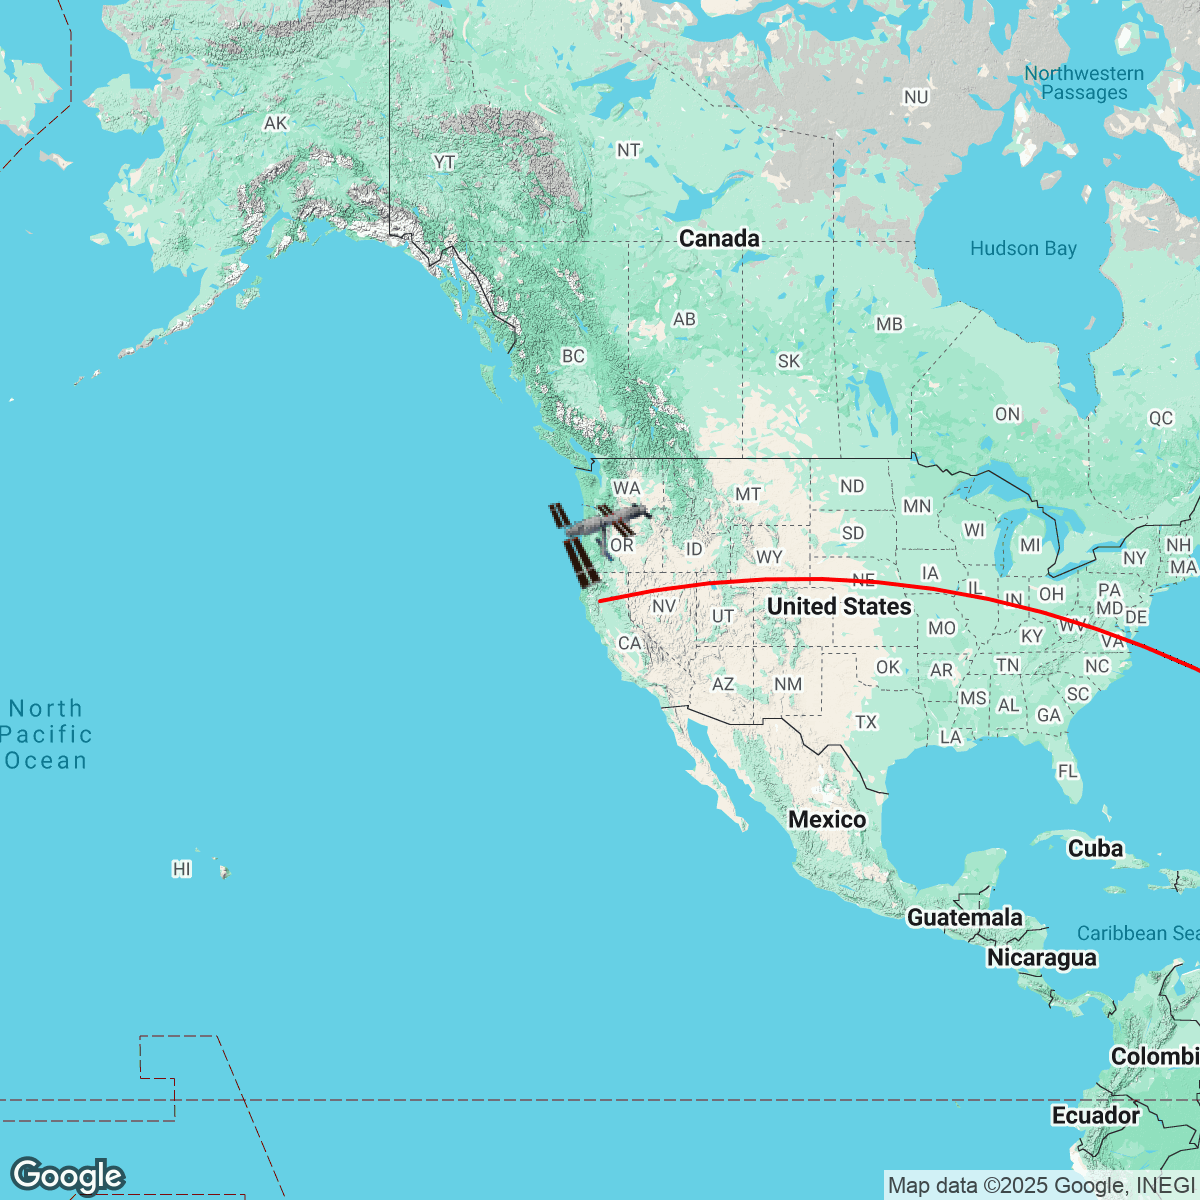 Northwestern
Passages
NU
AK
NT
YT
Canada
Hudson Bay
AB
MB
BC
SK
ON
QC
WA
MT
ND
MN
SD
WI
OR
ID
WY
MI
NY
NH
MA
NE
IA
IL
IN
OH
PA
NV
UT
United States
MD
DE
MO
KY
WV
CA
VA
OK
AR
TN
NC
AZ
NM
MS
AL
SC
GA
TX
LA
North
Pacific
Ocean
FL
Mexico
Cuba
HI
Guatemala
Caribbean Sea
Nicaragua
Colombi
Ecuador
Google
Map data ©2025 Google, INEGI